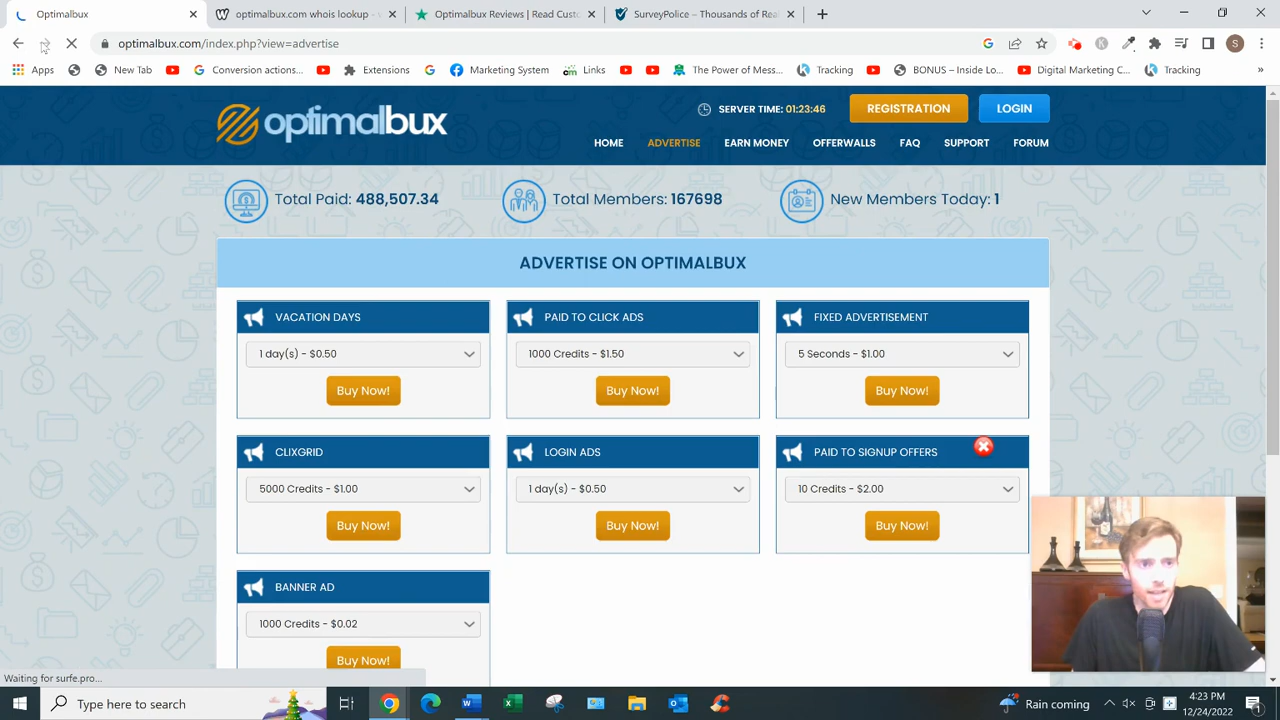 Optimalbux
optimalbux.com whois lookup - w
Optimalbux Reviews | Read Custo
SurveyPolice – Thousands of Real
optimalbux.com/index.php?view=advertise
S
Apps
New Tab
Conversion actions...
Extensions
Marketing System
Links
The Power of Mess...
Tracking
BONUS – Inside Lo...
Digital Marketing C...
Tracking
optimalbux
SERVER TIME: 01:23:46
REGISTRATION
LOGIN
HOME
ADVERTISE
EARN MONEY
OFFERWALLS
FAQ
SUPPORT
FORUM
Total Paid: 488,507.34
Total Members: 167698
New Members Today: 1
ADVERTISE ON OPTIMALBUX
VACATION DAYS
PAID TO CLICK ADS
FIXED ADVERTISEMENT
1 day(s) - $0.50
1000 Credits - $1.50
5 Seconds - $1.00
Buy Now!
Buy Now!
Buy Now!
CLIXGRID
LOGIN ADS
PAID TO SIGNUP OFFERS
5000 Credits - $1.00
1 day(s) - $0.50
10 Credits - $2.00
Buy Now!
Buy Now!
Buy Now!
BANNER AD
1000 Credits - $0.02
Buy Now!
Waiting for surfe.pro...
Type here to search
Rain coming
4:23 PM
12/24/2022